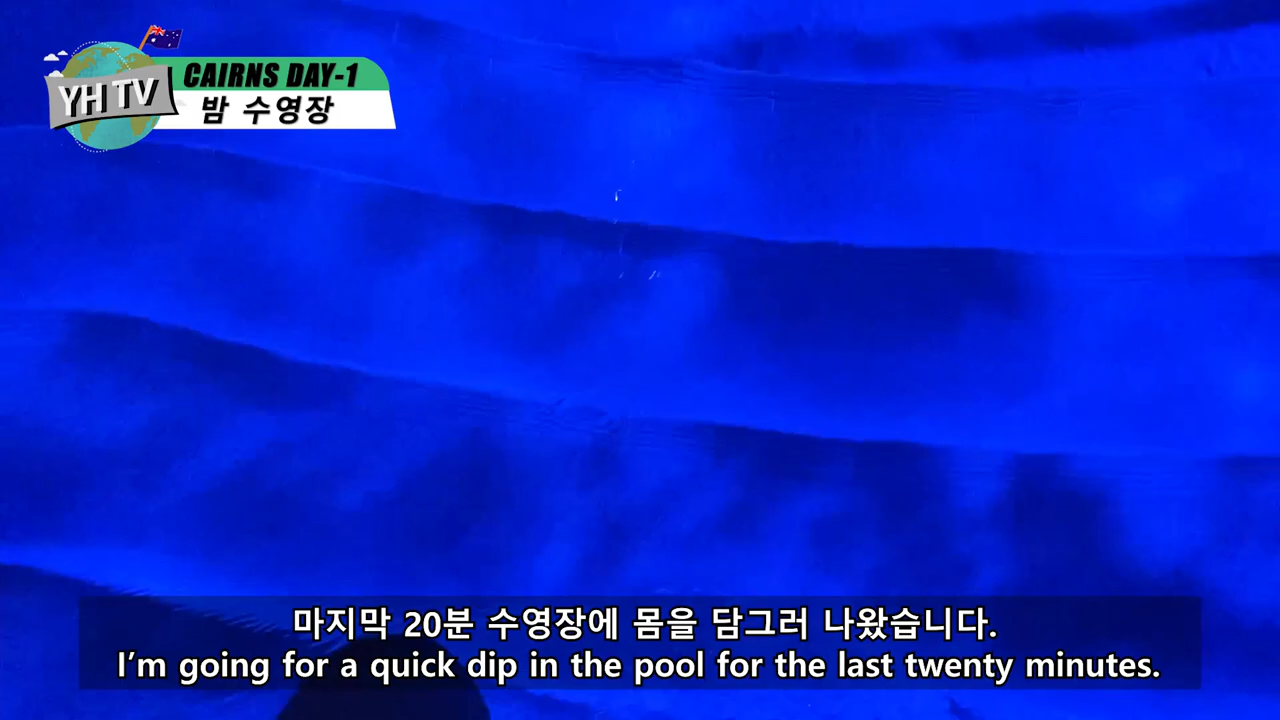 YH TV
CAIRNS DAY-1
밤 수영장
마지막 20분 수영장에 몸을 담그러 나왔습니다.
I'm going for a quick dip in the pool for the last twenty minutes.